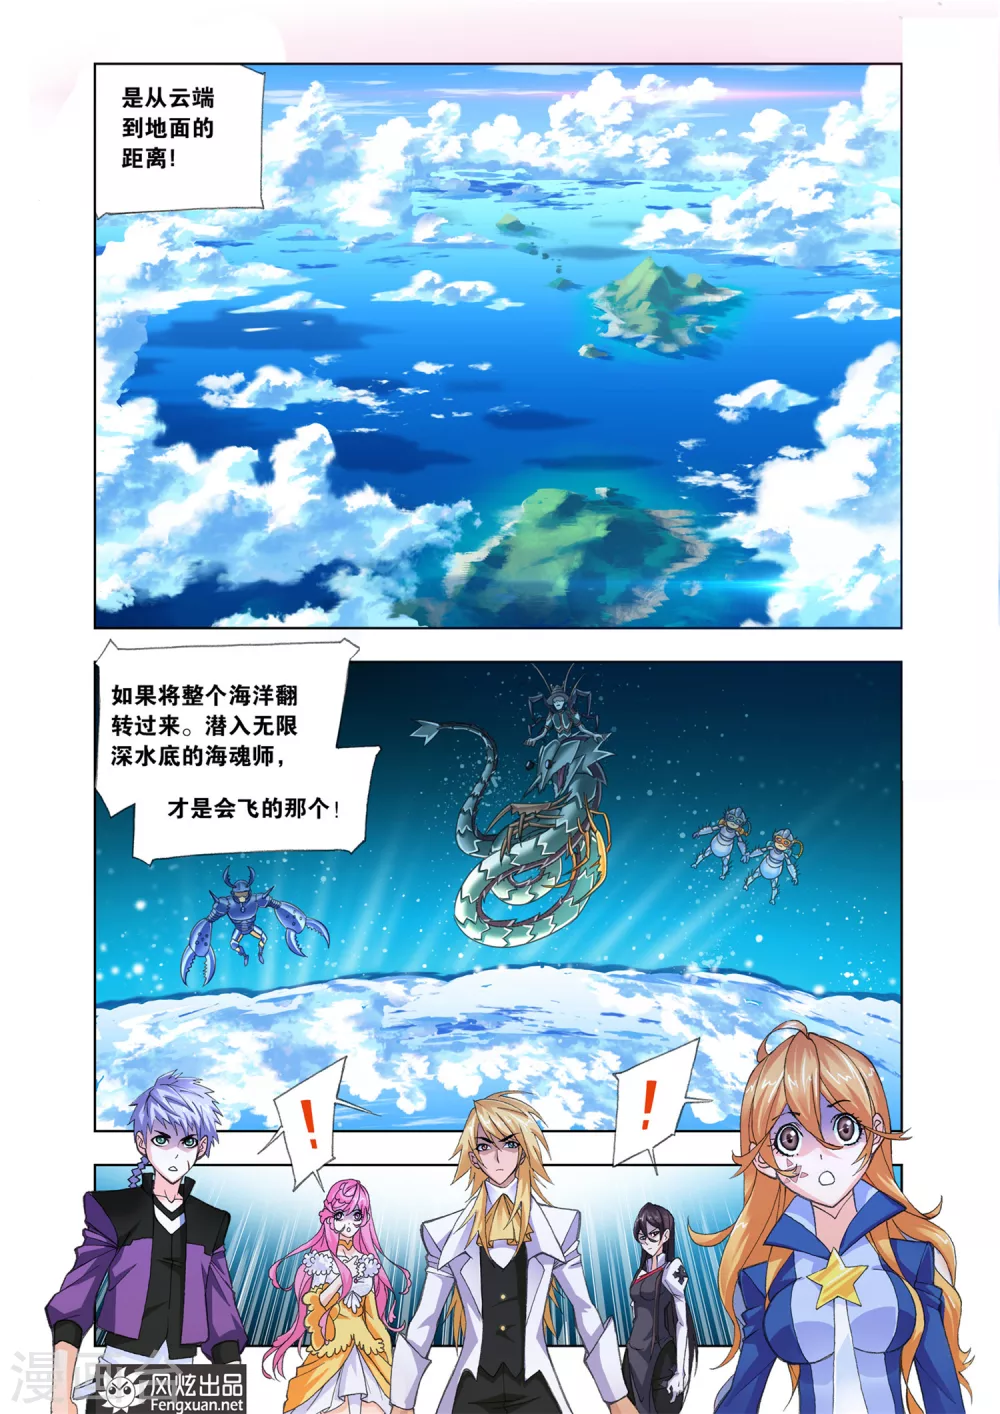 是从云端
到地面的
距离!
如果将整个海洋翻
转过来。潜入无限
深水底的海魂师,
才是会飞的那个!
!
!
风炫出品
Fengxuan.net